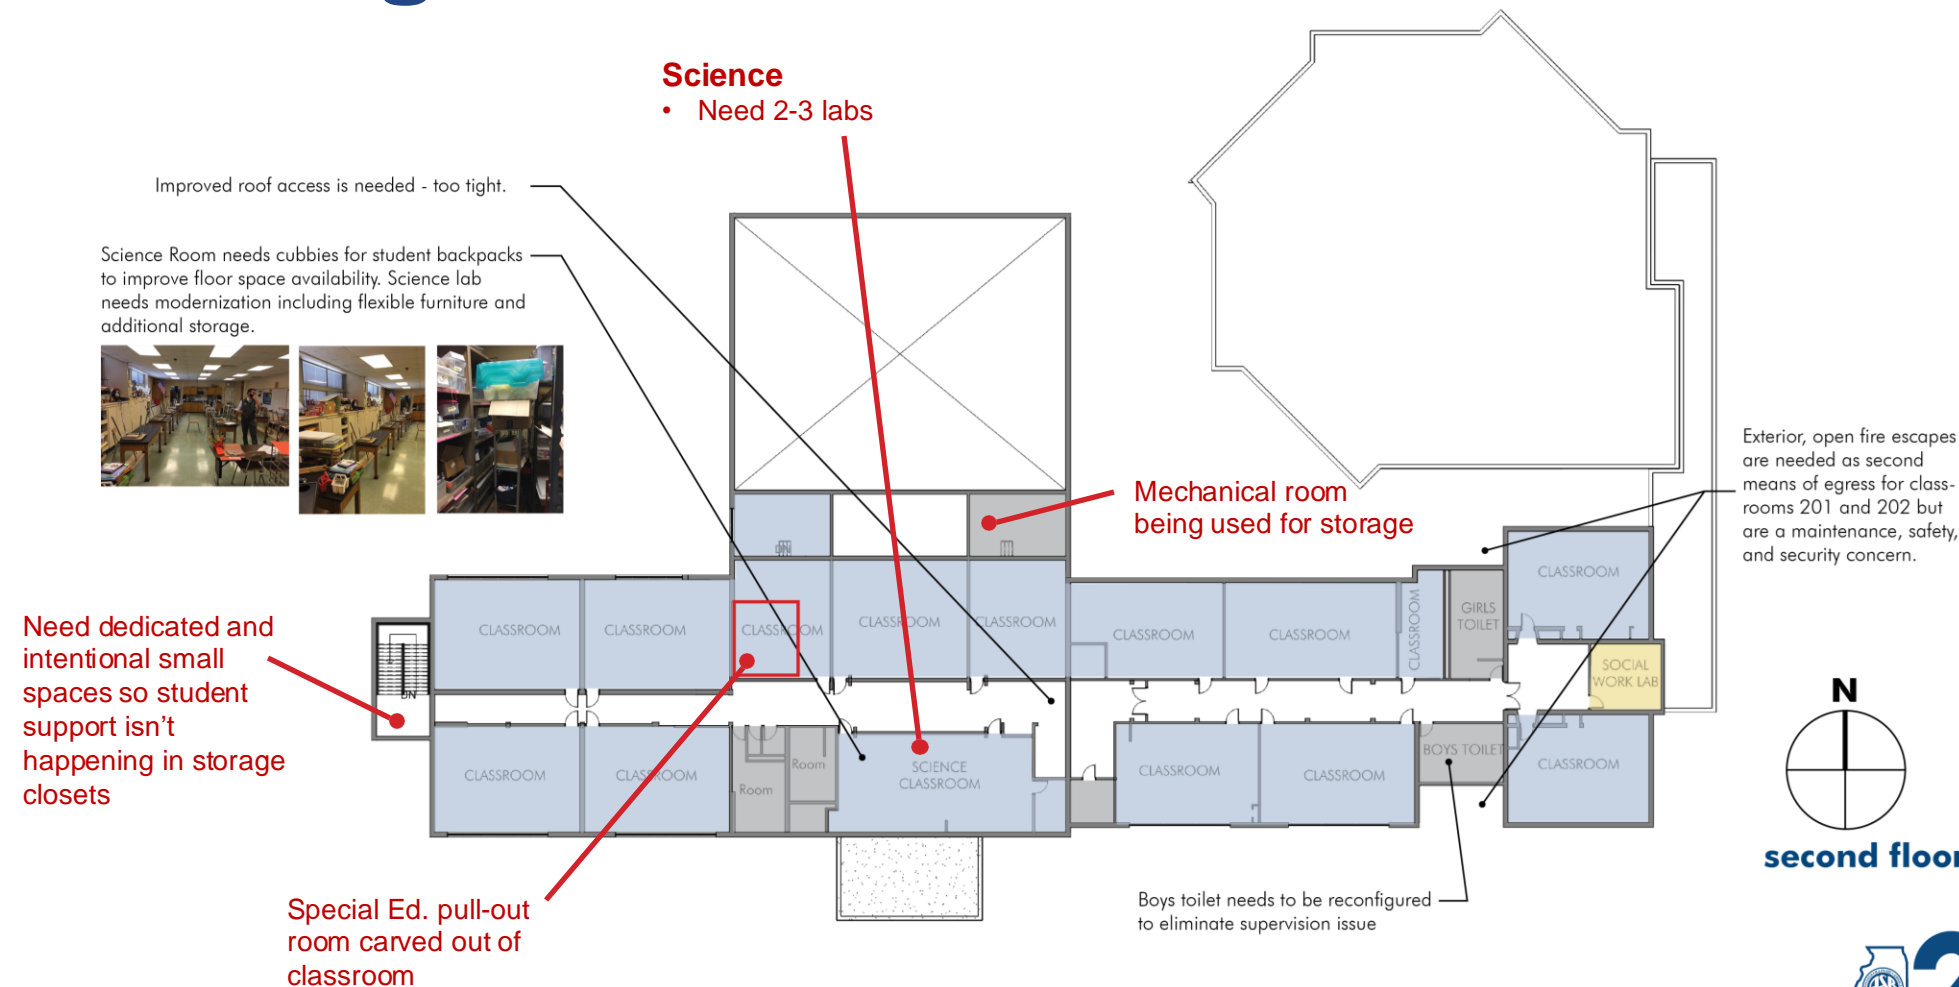 Science
• Need 2-3 labs
Improved roof access is needed - too tight.
Science Room needs cubbies for student backpacks
to improve floor space availability. Science lab
needs modernization including flexible furniture and
additional storage.
Exterior, open fire escapes
are needed as second
means of egress for class-
rooms 201 and 202 but
are a maintenance, safety,
and security concern.
Mechanical room
being used for storage
Need dedicated and
intentional small
spaces so student
support isn't
happening in storage
closets
DN
DN
CLASSROOM
CLASSROOM
CLASSROOM
CLASSROOM
CLASSROOM
CLASSROOM
CLASSROOM
CLASSROOM
GIRLS
TOILET
CLASSROOM
SOCIAL
WORK LAB
CLASSROOM
CLASSROOM
Room
Room
SCIENCE
CLASSROOM
CLASSROOM
CLASSROOM
BOYS TOILET
CLASSROOM
N
second floor
Special Ed. pull-out
room carved out of
classroom
Boys toilet needs to be reconfigured
to eliminate supervision issue